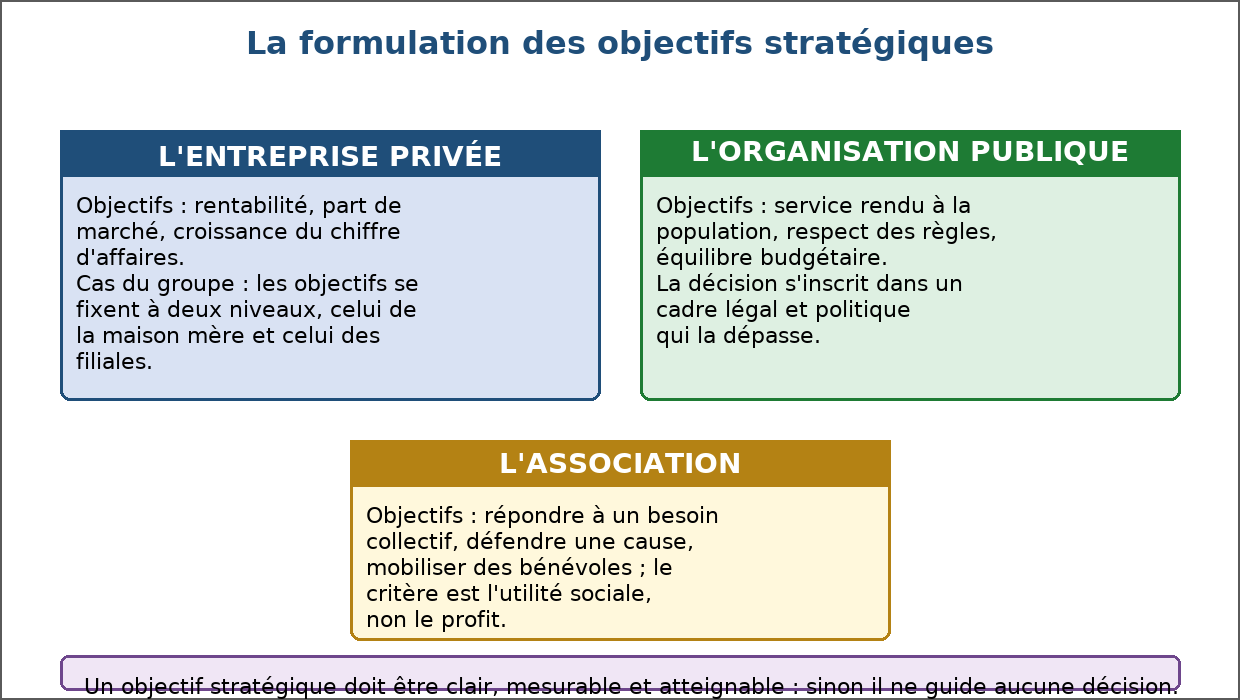 La formulation des objectifs stratégiques
L'ENTREPRISE PRIVÉE
Objectifs : rentabilité, part de
marché, croissance du chiffre
d'affaires.
Cas du groupe : les objectifs se
fixent à deux niveaux, celui de
la maison mère et celui des
filiales.
L'ORGANISATION PUBLIQUE
Objectifs : service rendu à la
population, respect des règles,
équilibre budgétaire.
La décision s'inscrit dans un
cadre légal et politique
qui la dépasse.
L'ASSOCIATION
Objectifs : répondre à un besoin
collectif, défendre une cause,
mobiliser des bénévoles ; le
critère est l'utilité sociale,
non le profit.
Un objectif stratégique doit être clair, mesurable et atteignable : sinon il ne guide aucune décision.